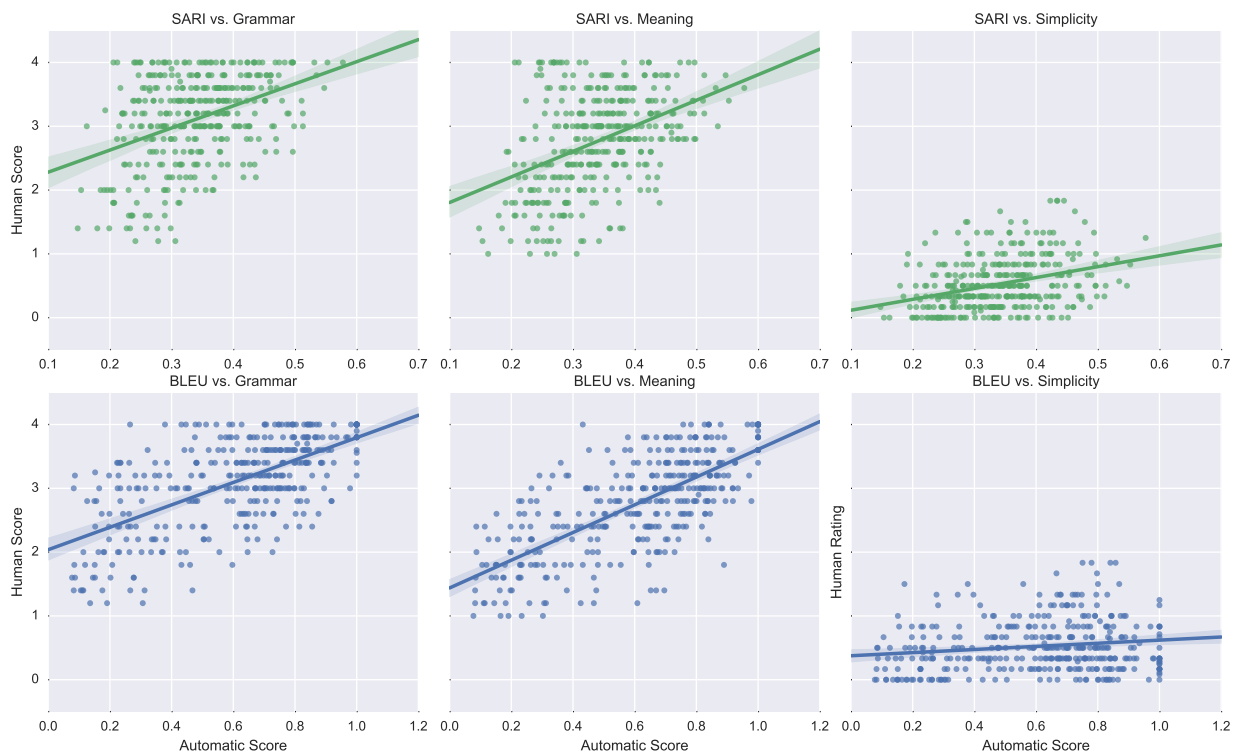 SARI vs. Grammar SARI vs. Meaning SARI vs. Simplicity
4
3
2
1
0
Human Score
0.1 0.2 0.3 0.4 0.5 0.6 0.7 0.1 0.2 0.3 0.4 0.5 0.6 0.7 0.1 0.2 0.3 0.4 0.5 0.6 0.7
BLEU vs. Grammar BLEU vs. Meaning BLEU vs. Simplicity
4
3
2
1
0
Human Score
Human Rating
0.0 0.2 0.4 0.6 0.8 1.0 1.2 0.0 0.2 0.4 0.6 0.8 1.0 1.2 0.0 0.2 0.4 0.6 0.8 1.0 1.2
Automatic Score Automatic Score Automatic Score